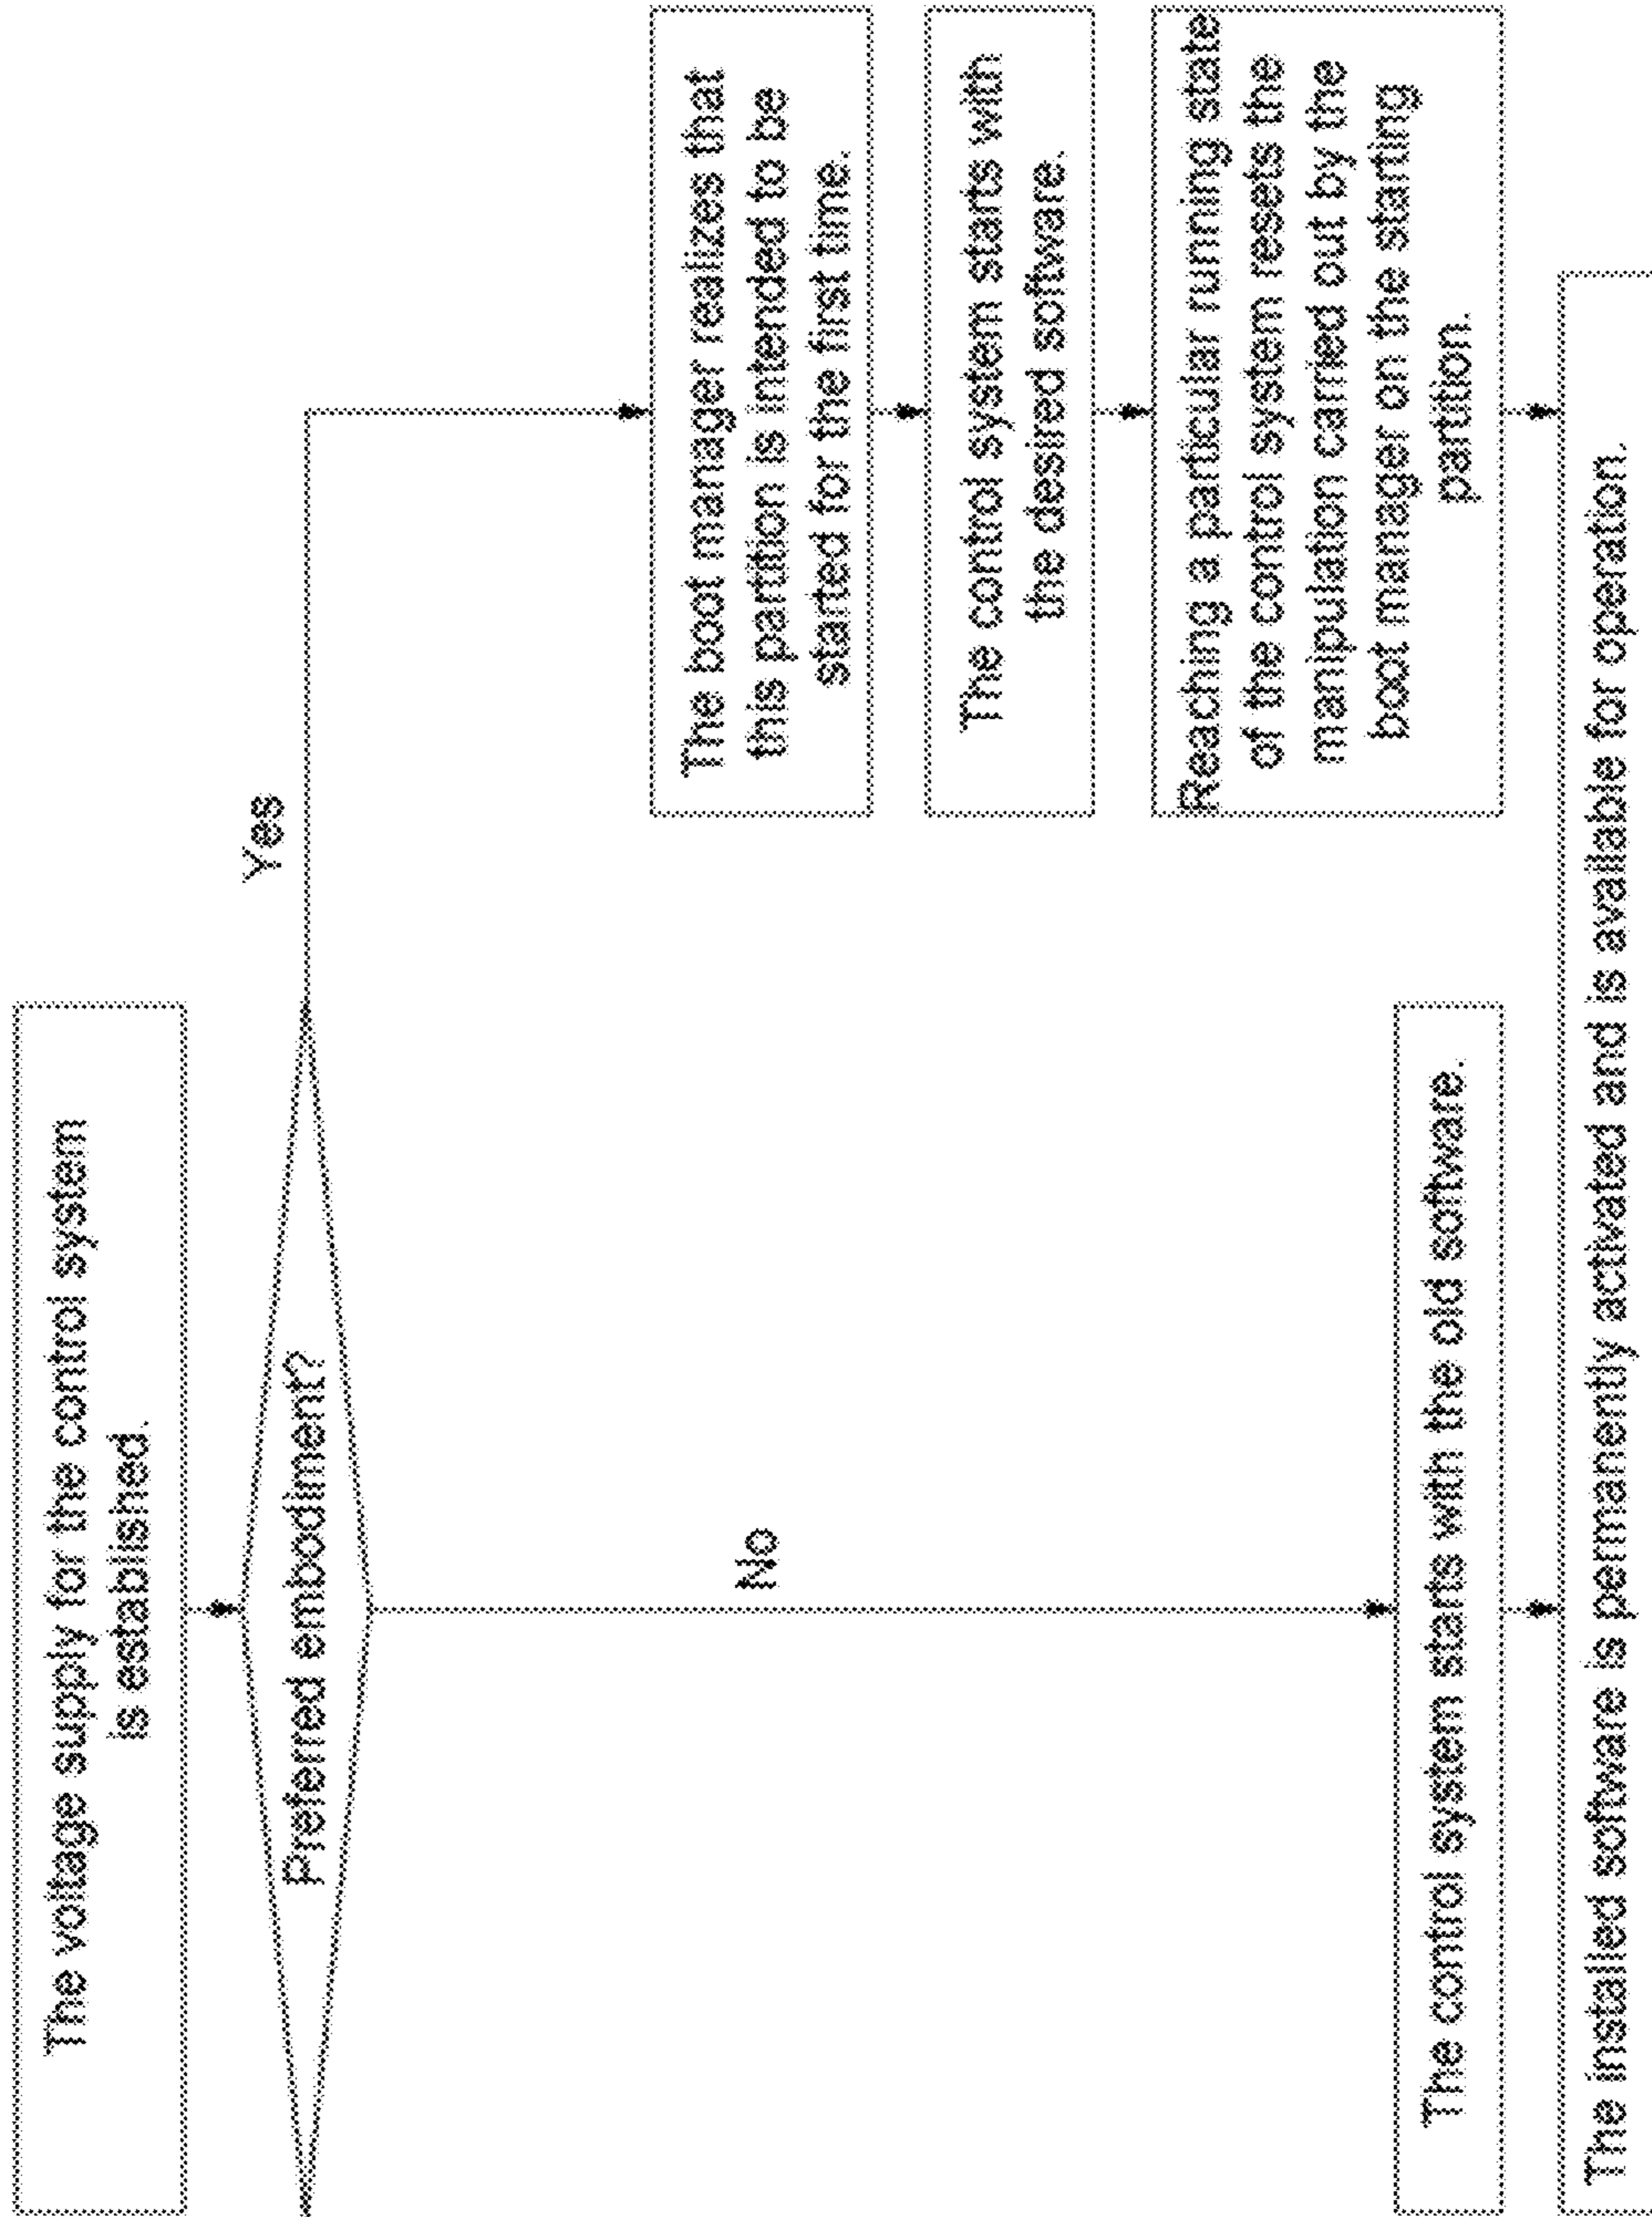 The voltage supply for the control system
is established.
Preferred embodiment?
Yes
No
The boot manager realizes that
this partition is intended to be
started for the first time.
The control system starts with
the desired software.
Reaching a particular running state
of the control system resets the
manipulation carried out by the
boot manager on the starting
partition.
The control system starts with the old software.
The installed software is permanently activated and is available for operation.